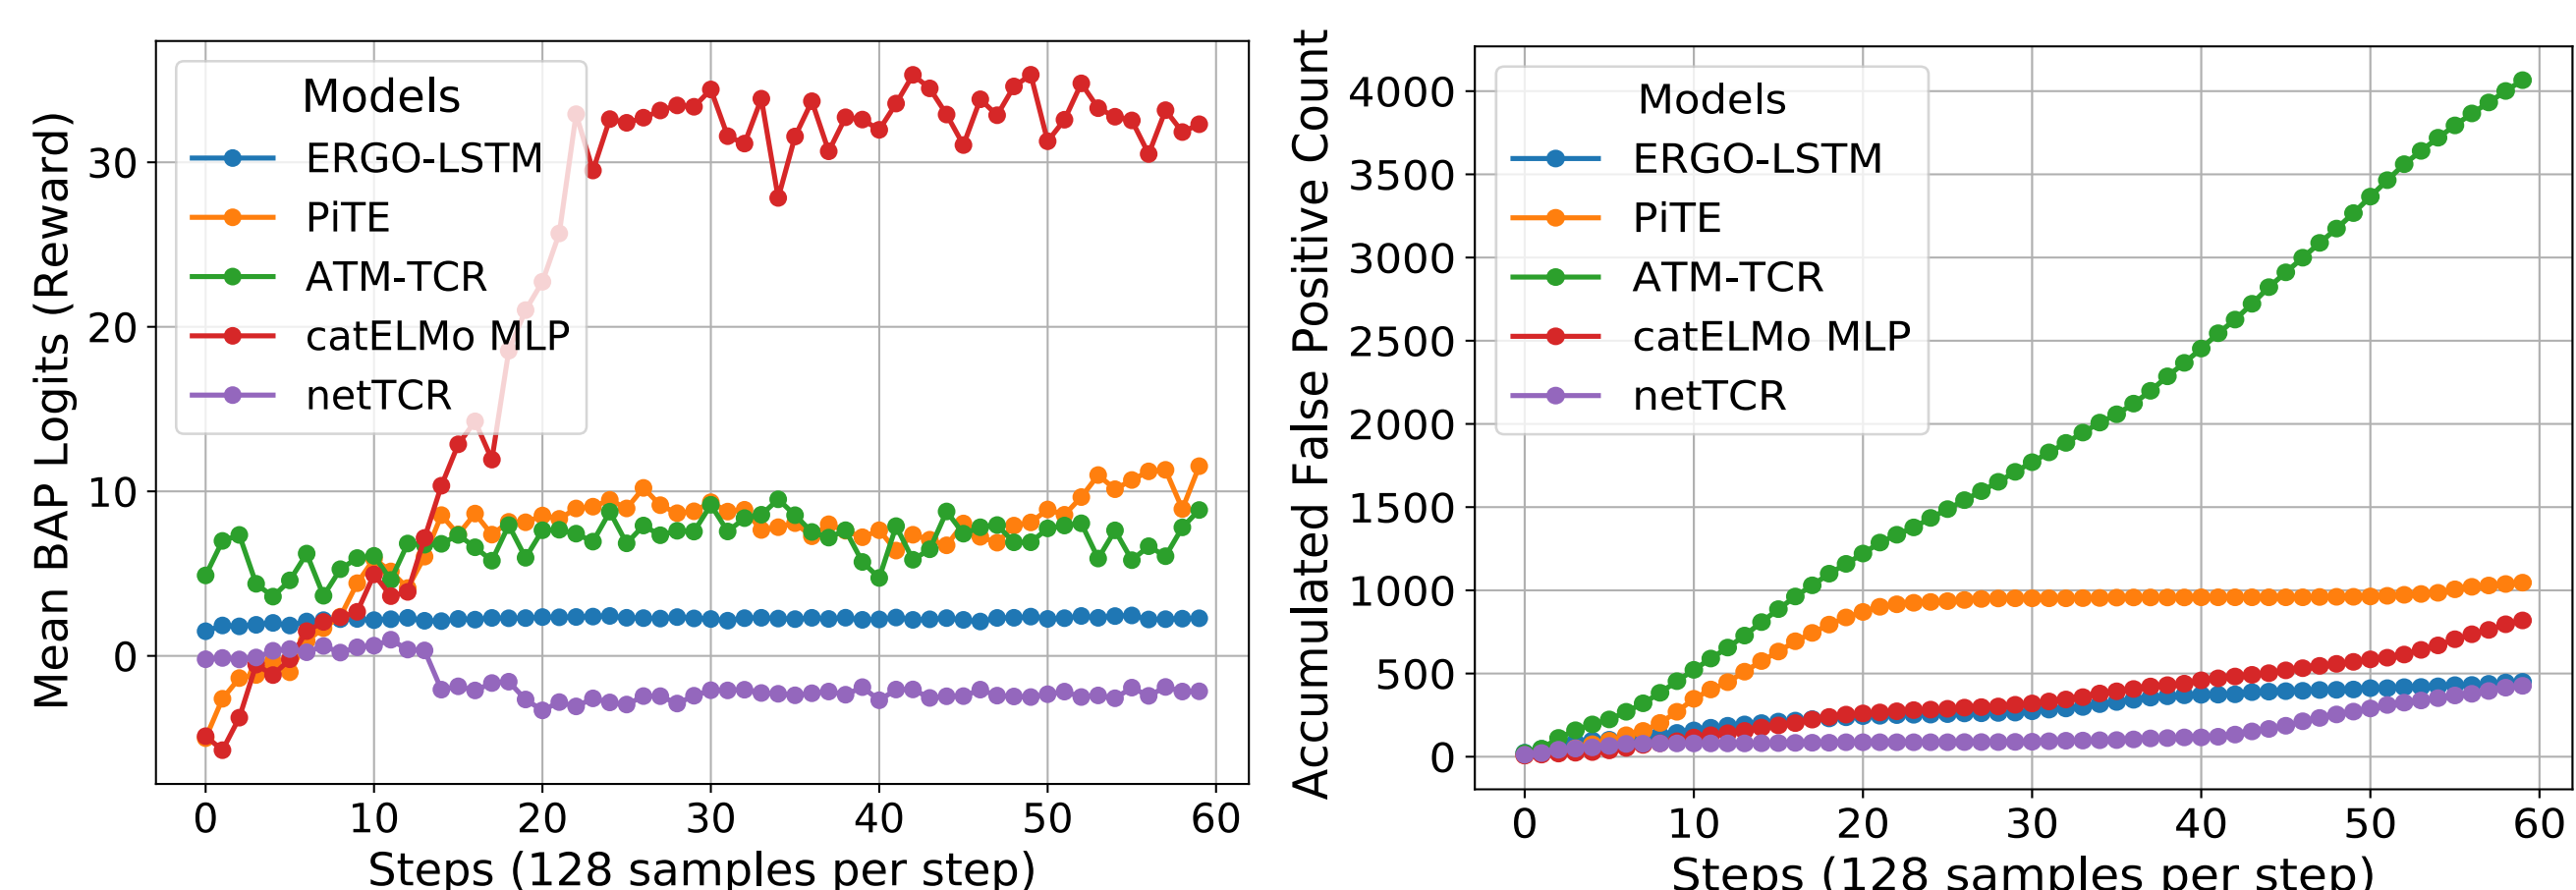 Mean BAP Logits (Reward)
30
20
10
0
Models
ERGO-LSTM
PiTE
ATM-TCR
catELMo MLP
netTCR
0 10 20 30 40 50 60
Steps (128 samples per step)
Accumulated False Positive Count
4000
3500
3000
2500
2000
1500
1000
500
0
Models
ERGO-LSTM
PiTE
ATM-TCR
catELMo MLP
netTCR
0 10 20 30 40 50 60
Steps (128 samples per step)